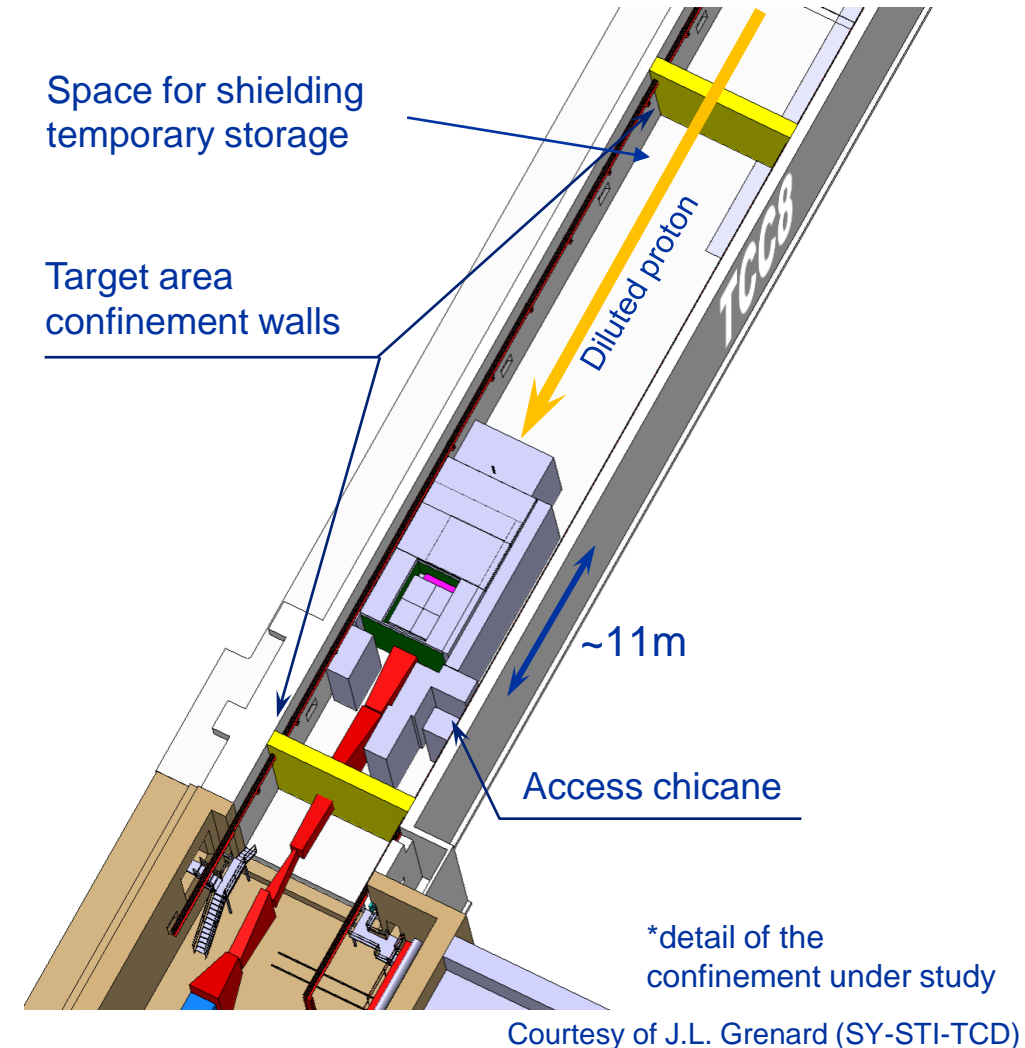 Space for shielding
temporary storage
Diluted proton
TCC8
Target area
confinement walls
~11m
Access chicane
*detail of the
confinement under study
Courtesy of J.L. Grenard (SY-STI-TCD)